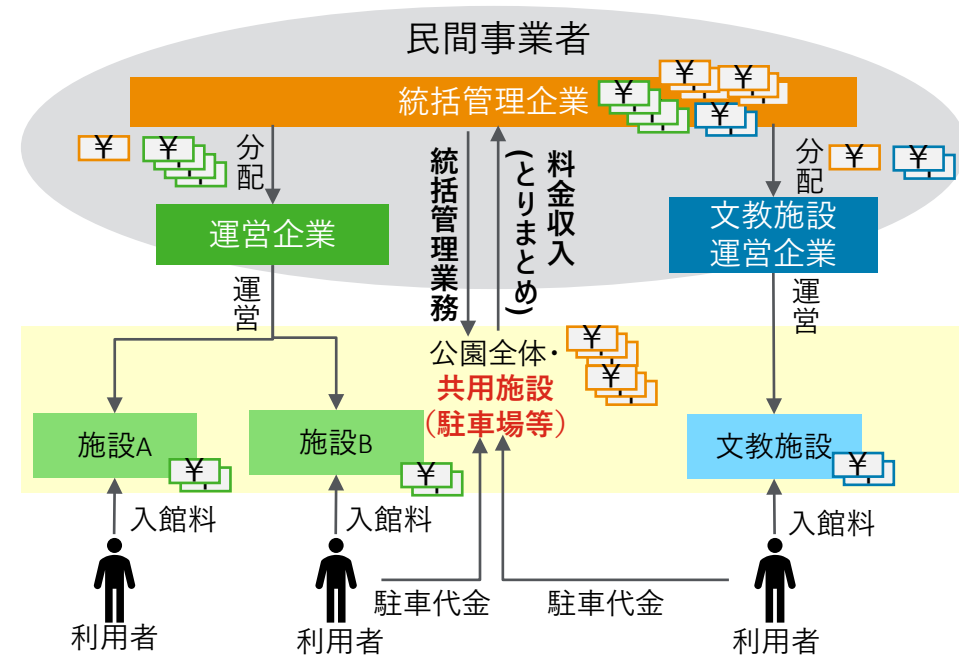 民間事業者
統括管理企業
¥
¥
¥
¥
¥
¥
分配
統括管理業務
料金収入
(とりまとめ)
分配
¥
¥
運営企業
文教施設
運営企業
運営
運営
公園全体・
共用施設
(駐車場等)
¥
¥
施設A
¥
施設B
¥
文教施設
¥
入館料
入館料
入館料
駐車代金
駐車代金
利用者
利用者
利用者